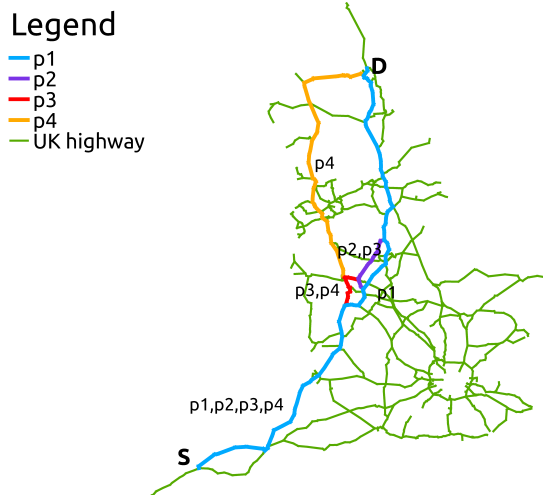 Legend
p1
p2
p3
p4
UK highway
D
p4
p2,p3
p3,p4
p1
p1,p2,p3,p4
S